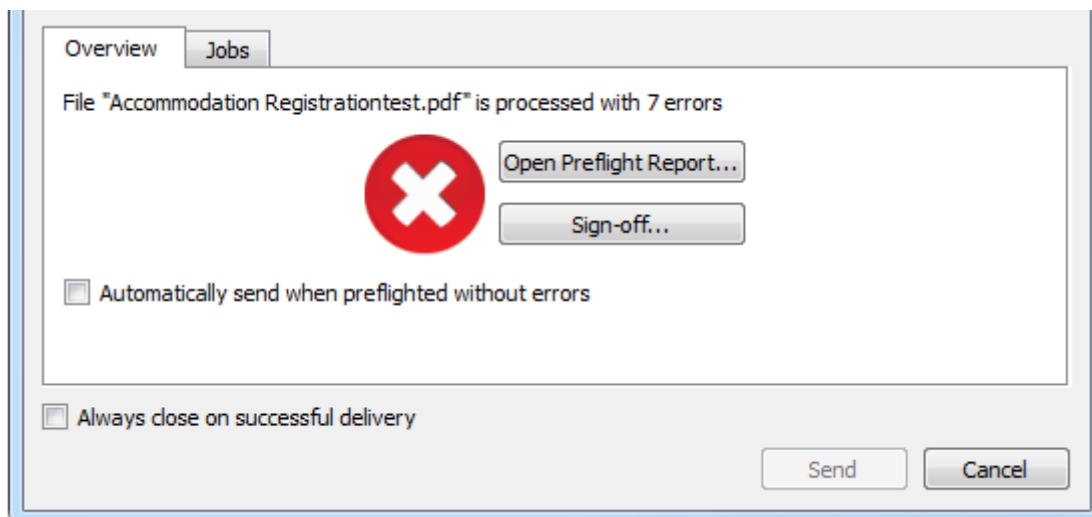 Overview Jobs
File "Accommodation Registrationtest.pdf" is processed with 7 errors
Open Preflight Report...
Sign-off...
Automatically send when preflighted without errors
Always close on successful delivery
Send Cancel